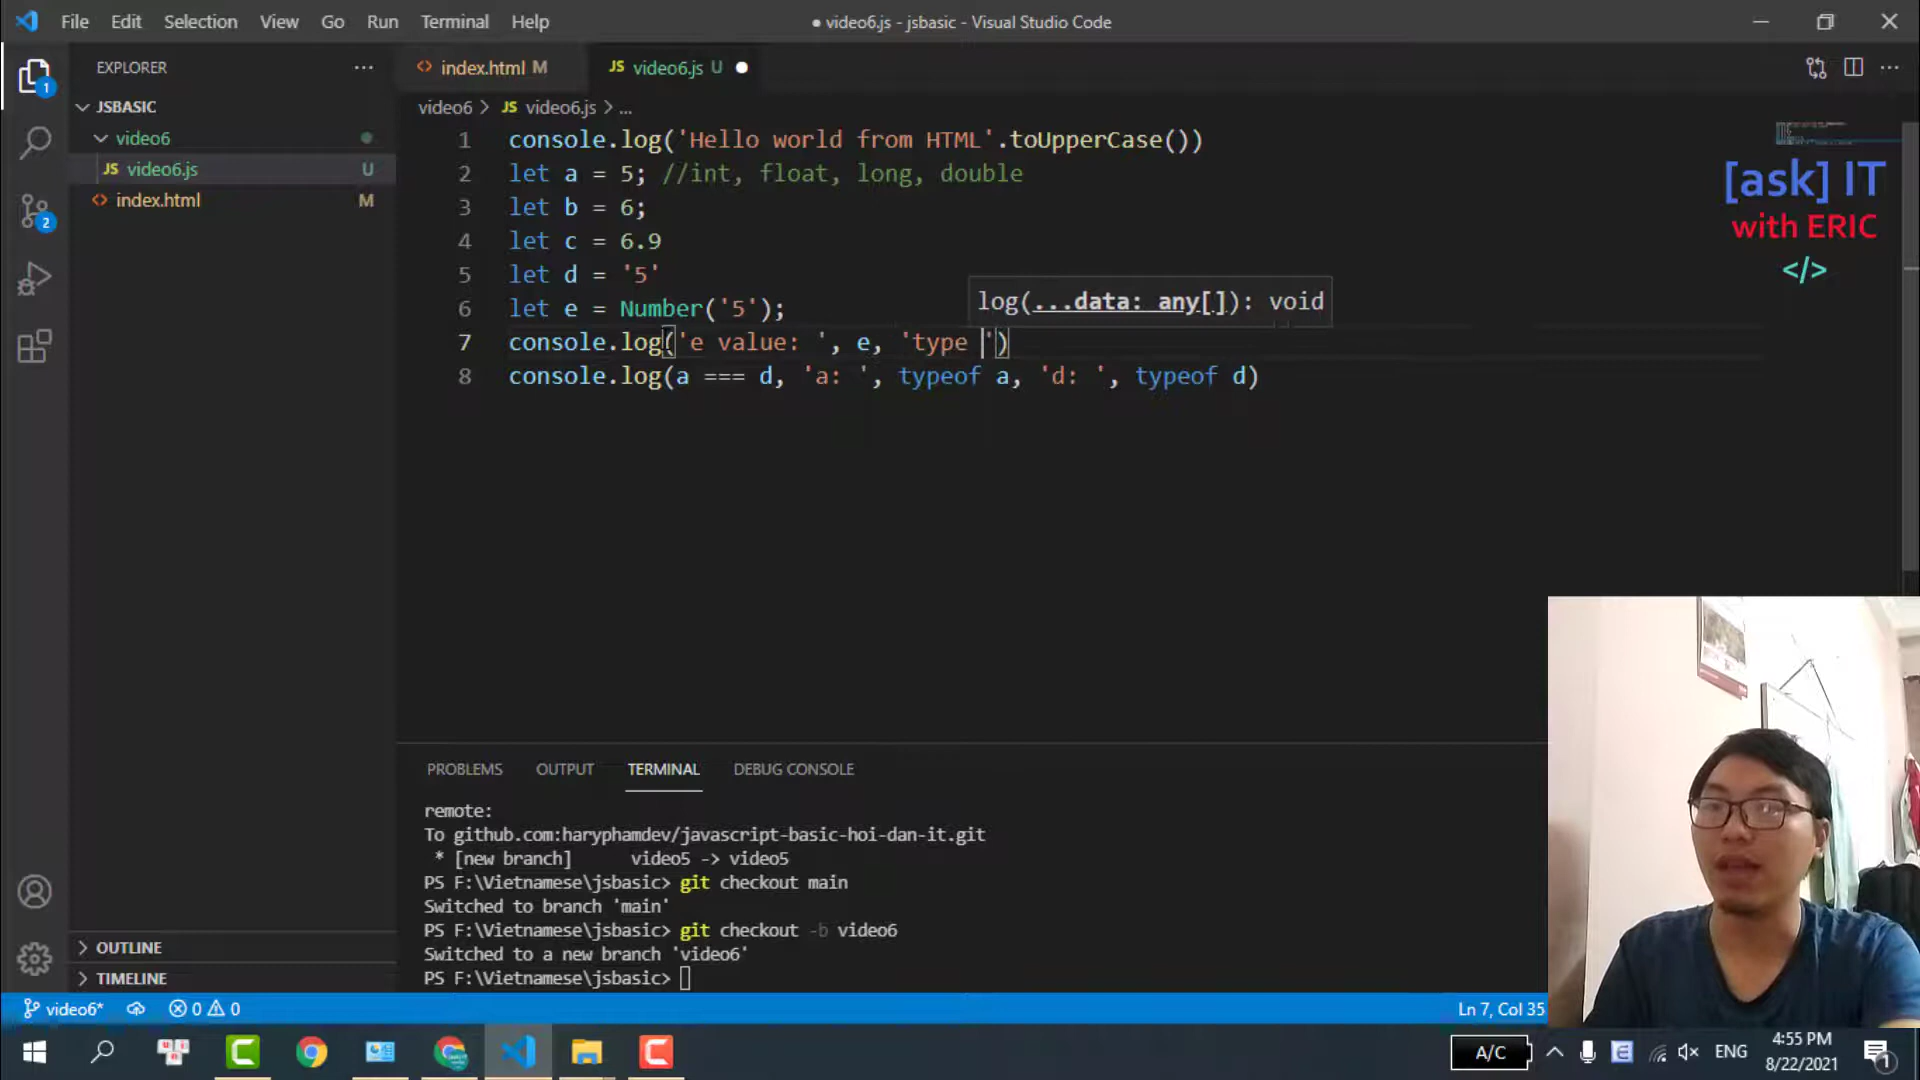 File Edit Selection View Go Run Terminal Help
● video6.js - jsbasic - Visual Studio Code
EXPLORER
index.html M
JS video6.js U
JSBASIC
video6
JS video6.js U
index.html M
1
2
video6 > JS video6.js > ...
1 console.log('Hello world from HTML'.toUpperCase())
2 let a = 5; //int, float, long, double
3 let b = 6;
4 let c = 6.9
5 let d = '5'
6 let e = Number('5');
log(...data: any[]): void
7 console.log('e value: ', e, 'type ')
8 console.log(a === d, 'a: ', typeof a, 'd: ', typeof d)
[ask] IT
with ERIC
</>
PROBLEMS OUTPUT TERMINAL DEBUG CONSOLE
remote:
To github.com:haryphamdev/javascript-basic-hoi-dan-it.git
* [new branch] video5 -> video5
PS F:\Vietnamese\jsbasic> git checkout main
Switched to branch 'main'
PS F:\Vietnamese\jsbasic> git checkout -b video6
Switched to a new branch 'video6'
PS F:\Vietnamese\jsbasic>
OUTLINE
TIMELINE
video6* 0 0
Ln 7, Col 35
A/C
ENG
4:55 PM
8/22/2021
1